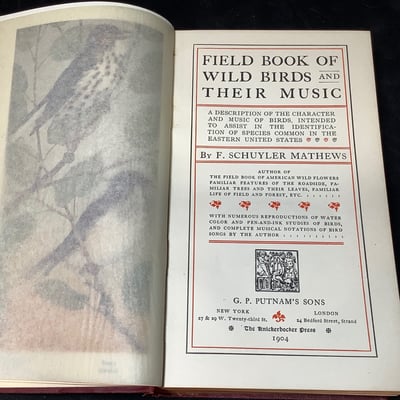 FIELD BOOK OF
WILD BIRDS AND
THEIR MUSIC
A DESCRIPTION OF THE CHARACTER
AND MUSIC OF BIRDS, INTENDED
TO ASSIST IN THE IDENTIFICA-
TION OF SPECIES COMMON IN THE
EASTERN UNITED STATES
BY F. SCHUYLER MATHEWS
AUTHOR OF
THE FIELD BOOK OF AMERICAN WILD FLOWERS
FAMILIAR FEATURES OF THE ROADSIDE, FA-
MILIAR TREES AND THEIR LEAVES, FAMILIAR
LIFE OF FIELD AND FOREST, ETC. . . . . . .
WITH NUMEROUS REPRODUCTIONS OF WATER
COLOR AND PEN-AND-INK STUDIES OF BIRDS,
AND COMPLETE MUSICAL NOTATIONS OF BIRD
SONGS BY THE AUTHOR . . . . . . . . . .
G. P. PUTNAM'S SONS
NEW YORK LONDON
27 & 29 W. Twenty-third St. 24 Bedford Street, Strand
The Knickerbocker Press
1904